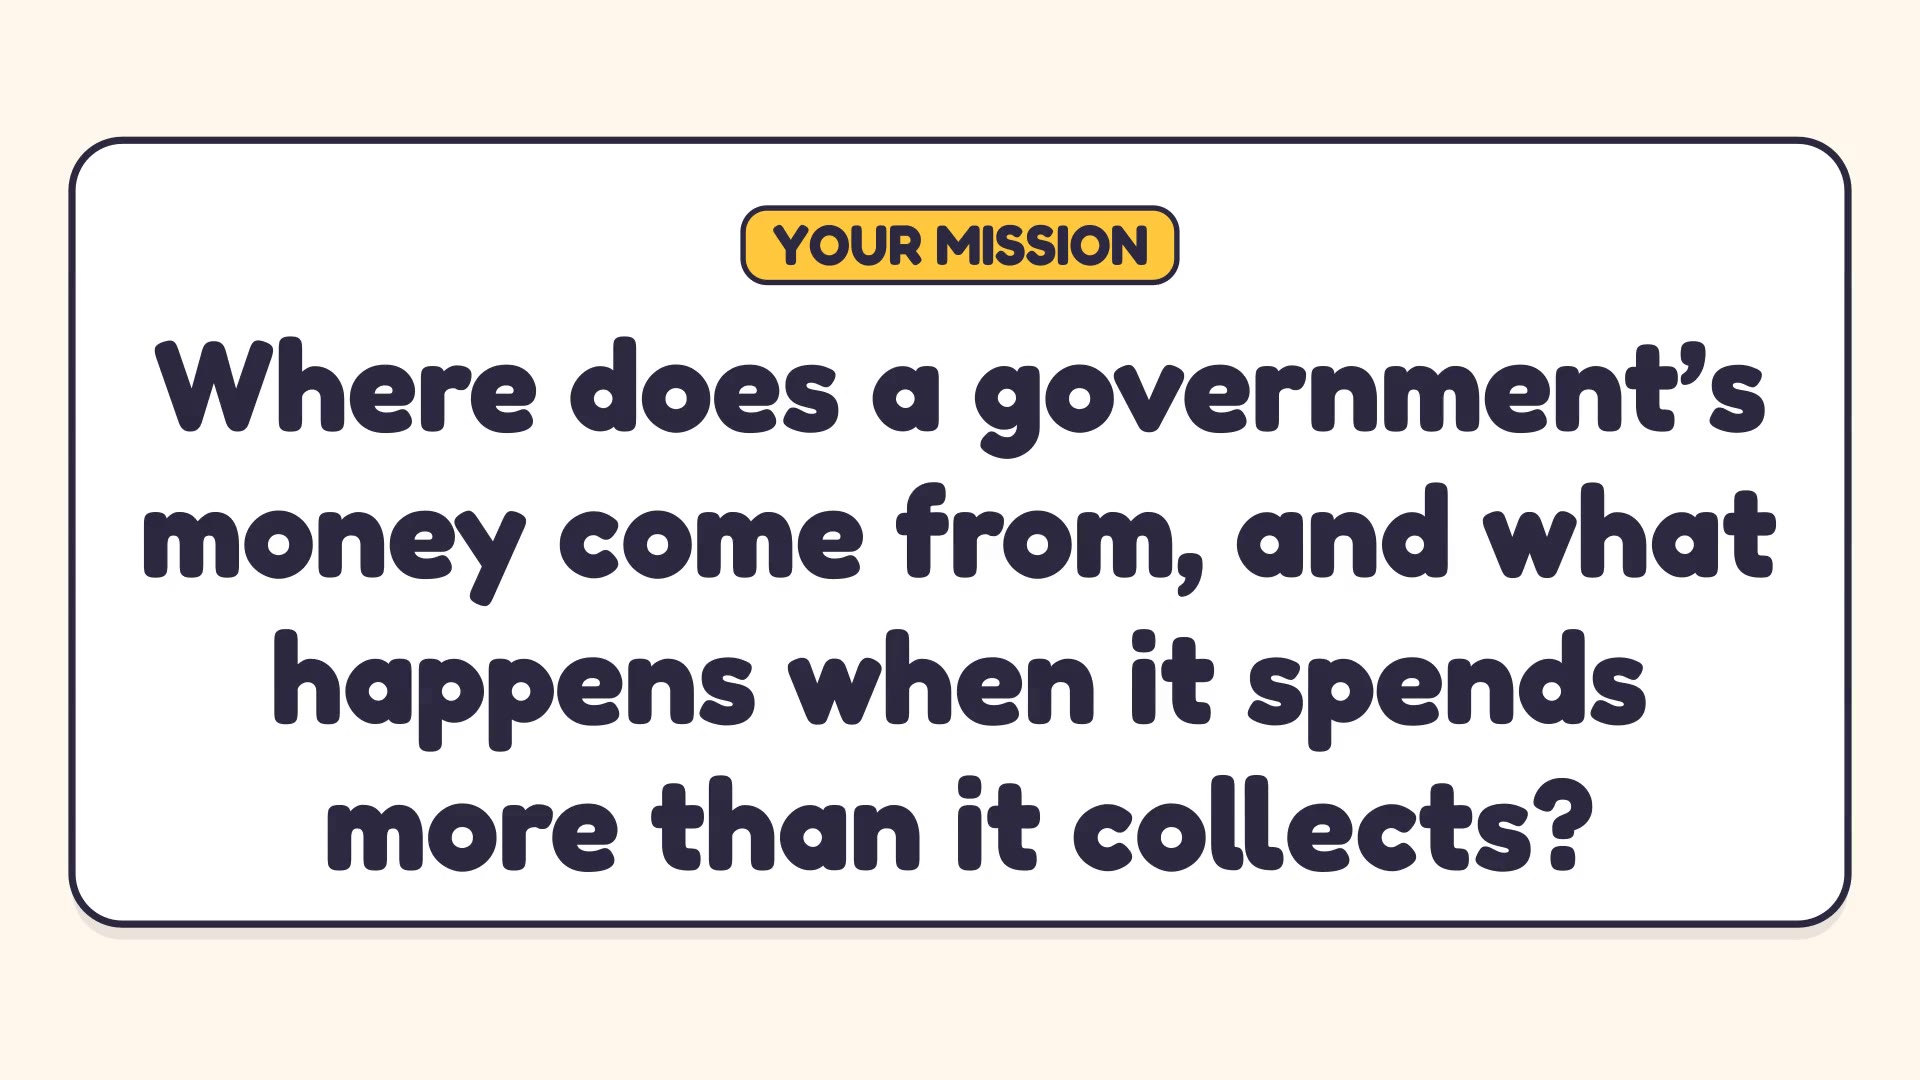 YOUR MISSION
Where does a government’s
money come from, and what
happens when it spends
more than it collects?